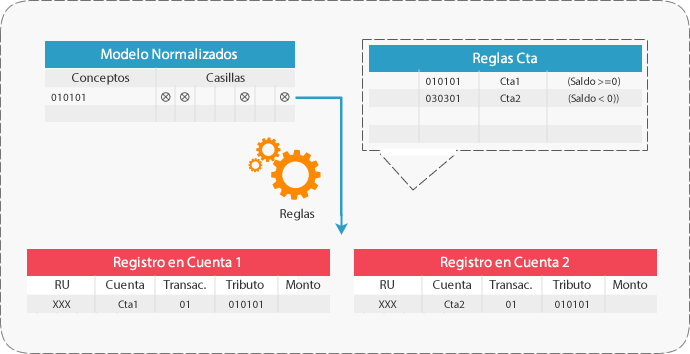 Modelo Normalizados
Conceptos Casillas
010101
Reglas Cta
010101 Cta1 (Saldo >=0)
030301 Cta2 (Saldo < 0))
Reglas
Registro en Cuenta 1
RU Cuenta Transac. Tributo Monto
XXX Cta1 01 010101
Registro en Cuenta 2
RU Cuenta Transac. Tributo Monto
XXX Cta2 01 010101